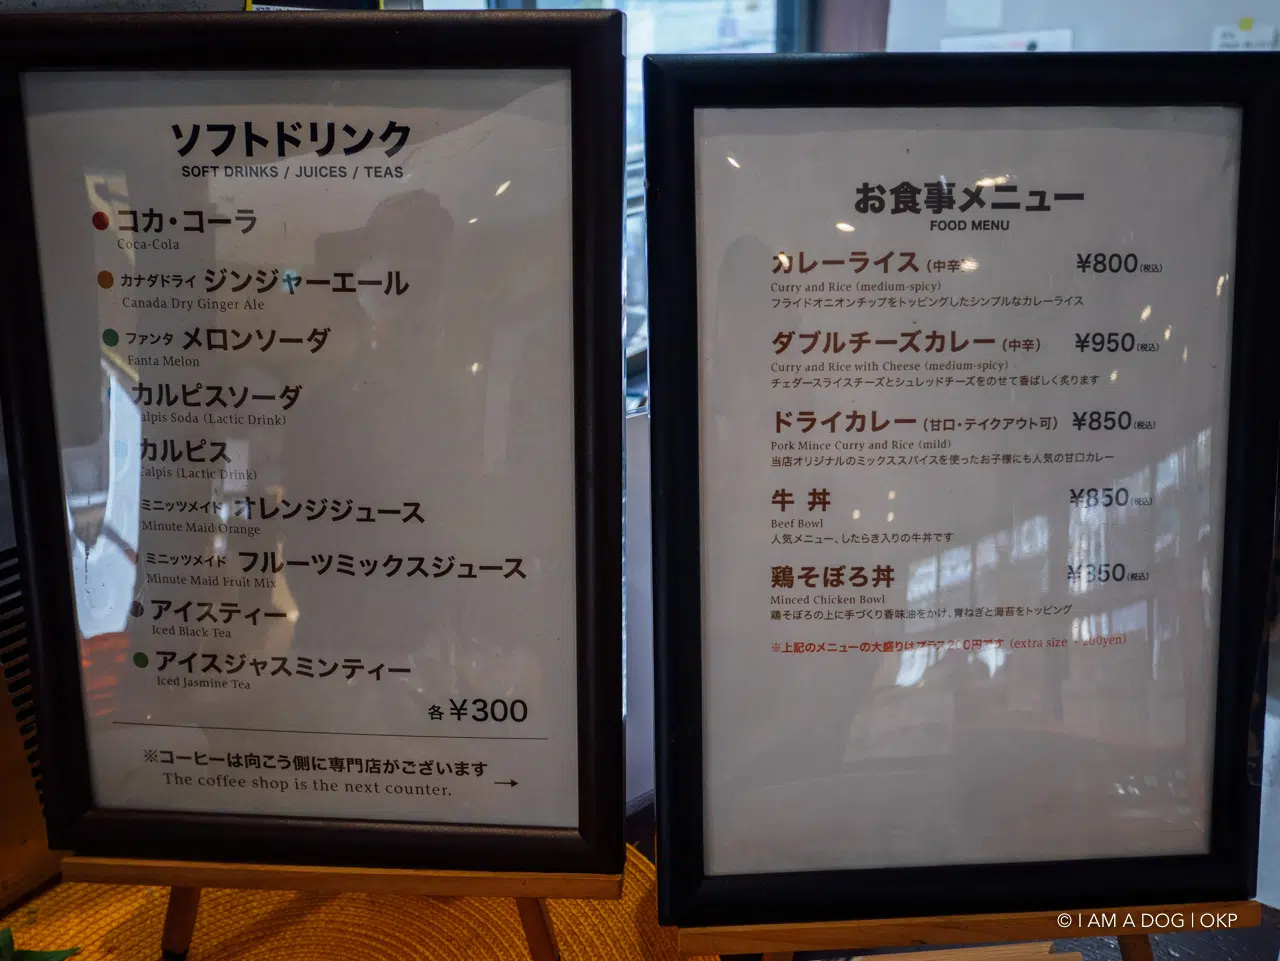 ソフトドリンク
SOFT DRINKS / JUICES / TEAS
コカ・コーラ
Coca-Cola
カナダドライ ジンジャーエール
Canada Dry Ginger Ale
ファンタ メロンソーダ
Fanta Melon
カルピスソーダ
alpis Soda (Lactic Drink)
カルピス
alpis (Lactic Drink)
ミニッツメイド オレンジジュース
Minute Maid Orange
ミニッツメイド フルーツミックスジュース
Minute Maid Fruit Mix
アイスティー
Iced Black Tea
アイスジャスミンティー
Iced Jasmine Tea
各¥300
※コーヒーは向こう側に専門店がございます
The coffee shop is the next counter. →
お食事メニュー
FOOD MENU
カレーライス (中辛) ¥800(税込)
Curry and Rice (medium-spicy)
フライドオニオンチップをトッピングしたシンプルなカレーライス
ダブルチーズカレー (中辛) ¥950(税込)
Curry and Rice with Cheese (medium-spicy)
チェダースライスチーズとシュレッドチーズをのせて香ばしく炙ります
ドライカレー (甘口・テイクアウト可) ¥850(税込)
Pork Mince Curry and Rice (mild)
当店オリジナルのミックススパイスを使ったお子様にも人気の甘口カレー
牛 丼 ¥850(税込)
Beef Bowl
人気メニュー、したらき入りの牛丼です
鶏そぼろ丼 (税込)
Minced Chicken Bowl
鶏そぼろの上に手づくり香味油をかけ、青ねぎと海苔をトッピング
※上記のメニューの大盛りはプラス200円です (extra size + 200yen)
© I AM A DOG | OKP